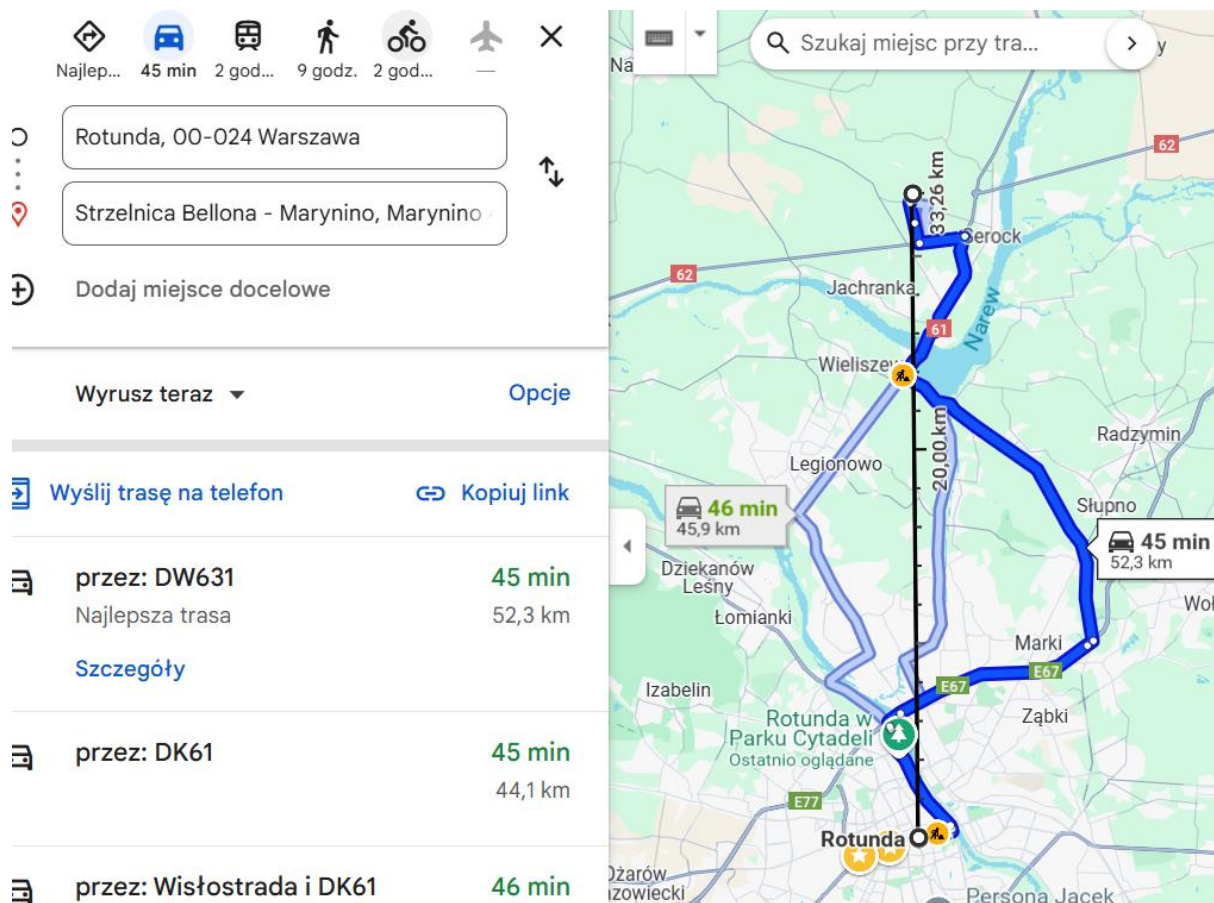 Najlep...
45 min
2 god...
9 godz.
2 god...
—
Rotunda, 00-024 Warszawa
Strzelnica Bellona - Marynino, Marynino
Dodaj miejsce docelowe
Wyrusz teraz
Opcje
Wyślij trasę na telefon
Kopiuj link
przez: DW631
45 min
Najlepsza trasa
52,3 km
Szczegóły
przez: DK61
45 min
44,1 km
przez: Wisłostrada i DK61
46 min
Szukaj miejsc przy tra...
Na
y
62
33,26 km
Serock
62
Jachranka
Narew
61
Wieliszew
20,00 km
Radzymin
Legionowo
Słupno
46 min
45,9 km
45 min
52,3 km
Dziekanów
Leśny
Woł
Łomianki
Marki
E67
E67
Izabelin
Rotunda w
Parku Cytadeli
Ostatnio oglądane
Ząbki
E77
Rotunda
Ożarów
zowiecki
Persona Jacek